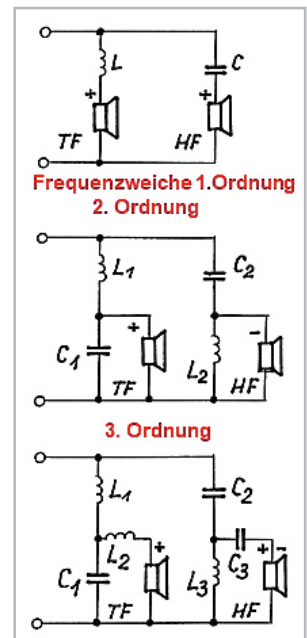 L C
+ +
TF HF
Frequenzweiche 1.Ordnung
2. Ordnung
L1 C2
+ -
C1 L2
TF HF
3. Ordnung
L1 C2
L2 + C3 + -
C1 L3
TF HF